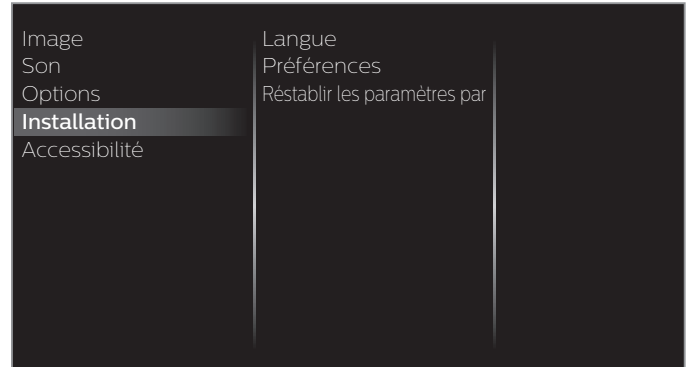 Image
Son
Options
Installation
Accessibilité
Langue
Préférences
Réstablir les paramètres par